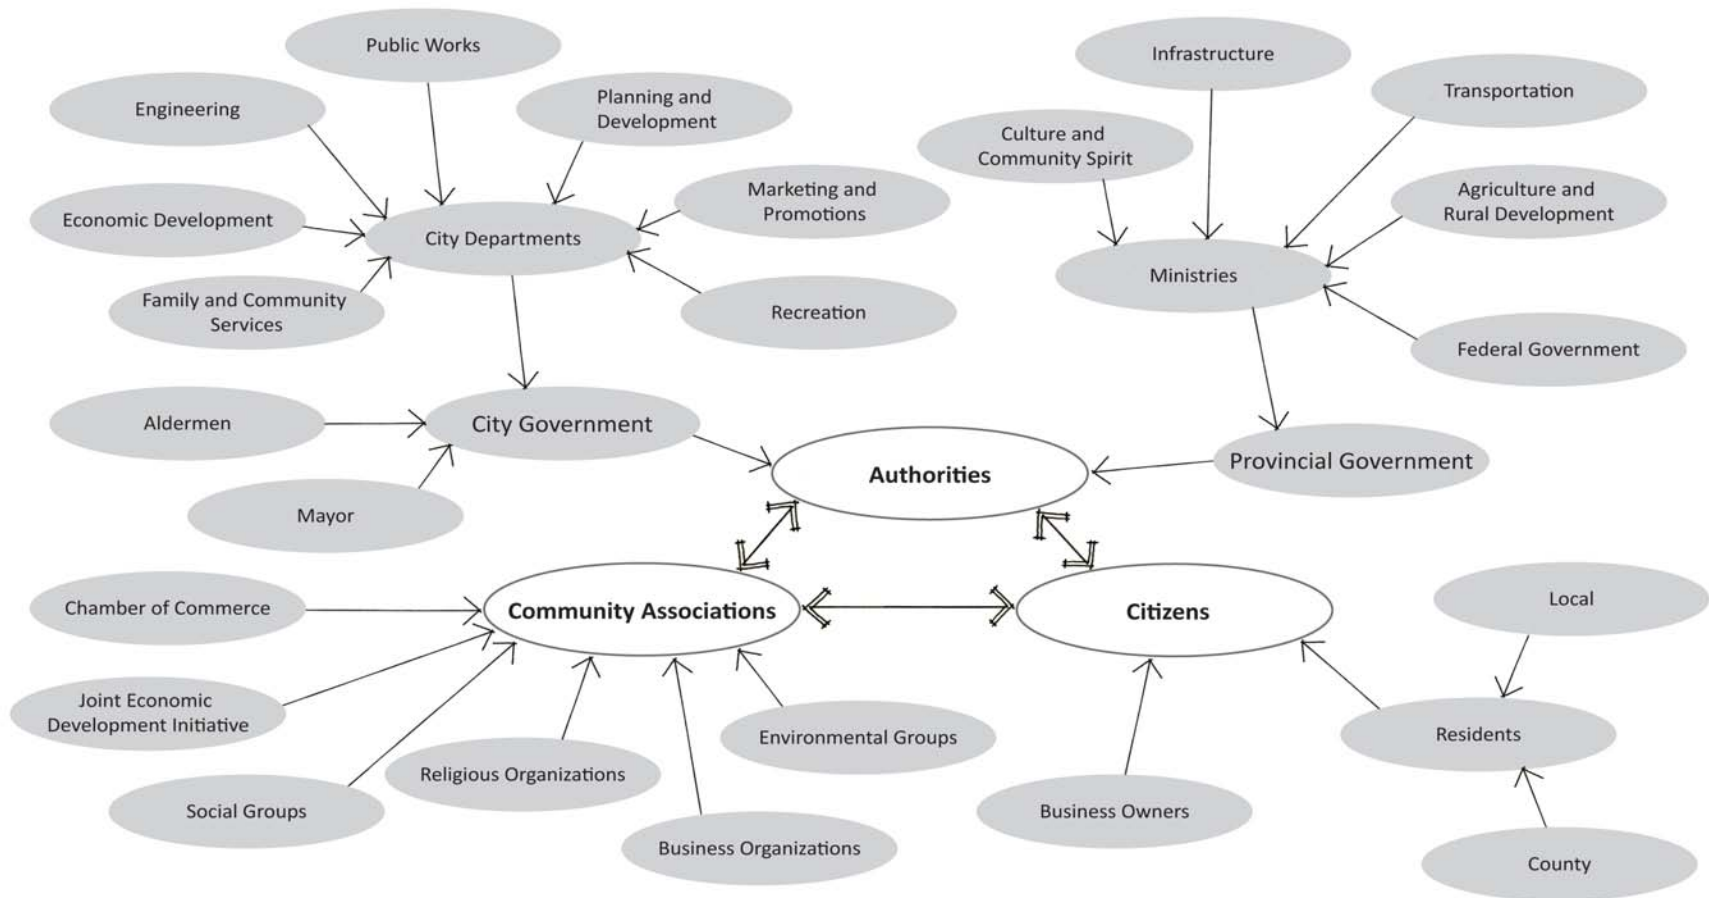 Public Works
Infrastructure
Engineering
Planning and
Development
Transportation
Culture and
Community Spirit
Economic Development
Marketing and
Promotions
Agriculture and
Rural Development
City Departments
Ministries
Family and Community
Services
Recreation
Federal Government
Aldermen
City Government
Provincial Government
Authorities
Mayor
Chamber of Commerce
Community Associations
Citizens
Local
Joint Economic
Development Initiative
Environmental Groups
Residents
Religious Organizations
Social Groups
Business Owners
Business Organizations
County